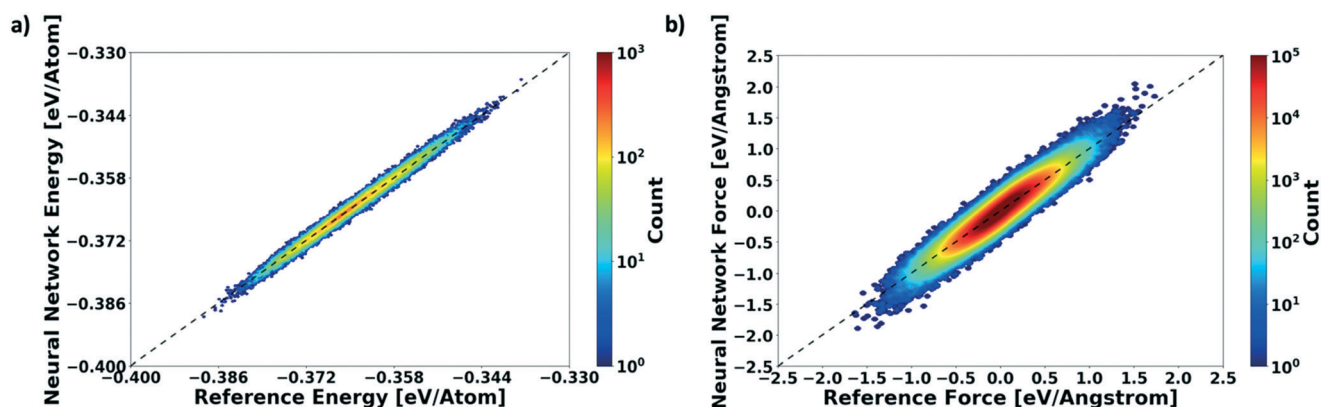 a)
Neural Network Energy [eV/Atom]
−0.330
−0.344
−0.358
−0.372
−0.386
−0.400
−0.400 −0.386 −0.372 −0.358 −0.344 −0.330
Reference Energy [eV/Atom]
10³
10²
10¹
10⁰
Count
b)
Neural Network Force [eV/Angstrom]
2.5
2.0
1.5
1.0
0.5
0.0
−0.5
−1.0
−1.5
−2.0
−2.5
−2.5 −2.0 −1.5 −1.0 −0.5 0.0 0.5 1.0 1.5 2.0 2.5
Reference Force [eV/Angstrom]
10⁵
10⁴
10³
10²
10¹
10⁰
Count